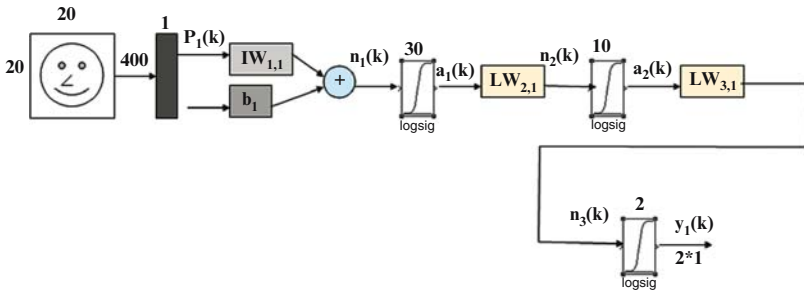 20
20
400
1
P₁(k)
IW₁,₁
b₁
+
n₁(k)
30
logsig
a₁(k)
LW₂,₁
n₂(k)
10
logsig
a₂(k)
LW₃,₁
n₃(k)
2
logsig
y₁(k)
2*1